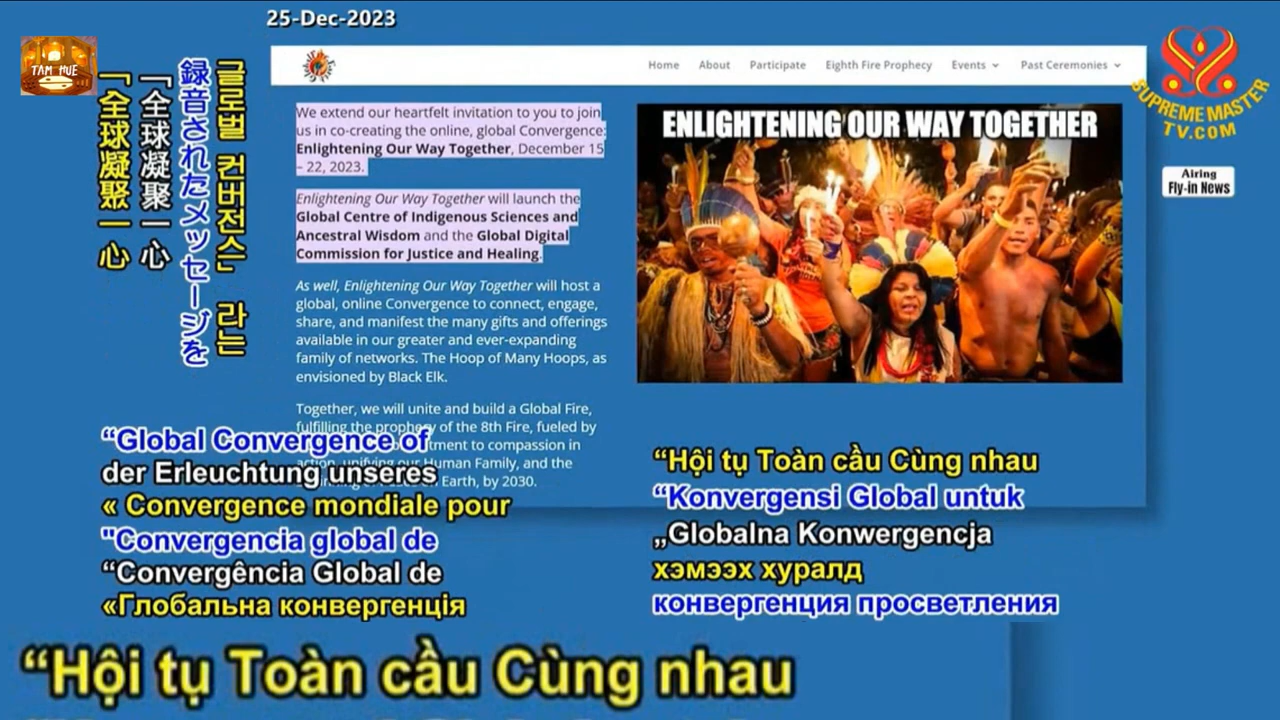 25-Dec-2023
TÂM HUỆ
Home About Participate Eighth Fire Prophecy Events Past Ceremonies
We extend our heartfelt invitation to you to join
us in co-creating the online, global Convergence:
Enlightening Our Way Together, December 15
– 22, 2023.
Enlightening Our Way Together will launch the
Global Centre of Indigenous Sciences and
Ancestral Wisdom and the Global Digital
Commission for Justice and Healing.
As well, Enlightening Our Way Together will host a
global, online Convergence to connect, engage,
share, and manifest the many gifts and offerings
available in our greater and ever-expanding
family of networks. The Hoop of Many Hoops, as
envisioned by Black Elk.
Together, we will unite and build a Global Fire,
fulfilling the prophecy of the 8th Fire, fueled by
tment to compassion in
action, unifying our Human Family, and the
Earth, by 2030.
ENLIGHTENING OUR WAY TOGETHER
SUPREME MASTER
TV.COM
Airing
Fly-in News
글로벌 컨버전스」 라는
録音されたメッセージを
「全球凝聚一心
「全球凝聚一心
“Global Convergence of
der Erleuchtung unseres
« Convergence mondiale pour
"Convergencia global de
“Convergência Global de
«Глобальна конвергенція
“Hội tụ Toàn cầu Cùng nhau
“Konvergensi Global untuk
„Globalna Konwergencja
хэмээх хуралд
конвергенция просветления
“Hội tụ Toàn cầu Cùng nhau